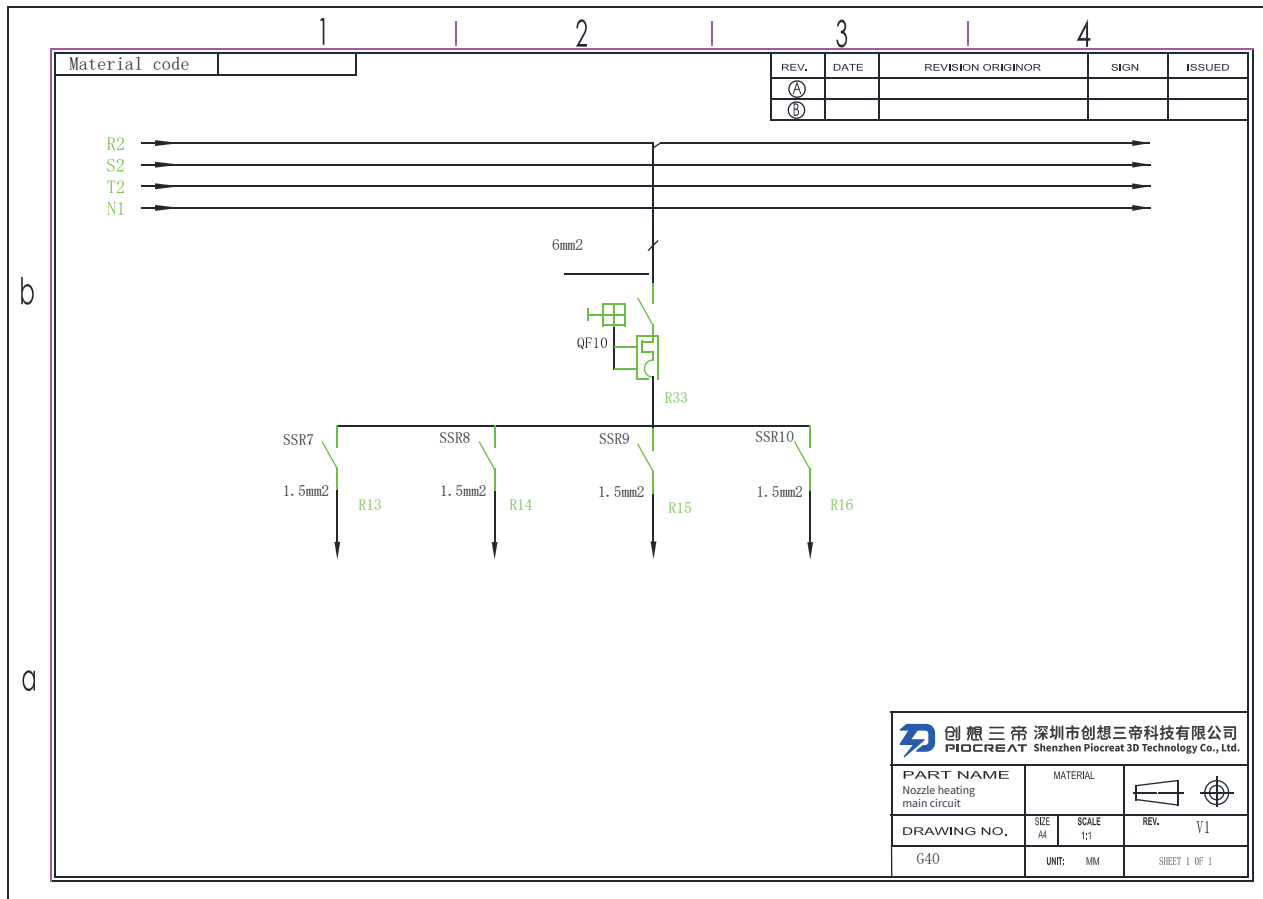 1 2 3 4
Material code
REV. DATE REVISION ORIGINOR SIGN ISSUED
A
B
R2
S2
T2
N1
6mm2
b
QF10
R33
SSR7 SSR8 SSR9 SSR10
1.5mm2 R13 1.5mm2 R14 1.5mm2 R15 1.5mm2 R16
a
创想三帝 深圳市创想三帝科技有限公司
PIOCREAT Shenzhen Piocreat 3D Technology Co., Ltd.
PART NAME MATERIAL
Nozzle heating
main circuit
DRAWING NO. SIZE SCALE REV. V1
A4 1:1
G40 UNIT: MM SHEET 1 OF 1